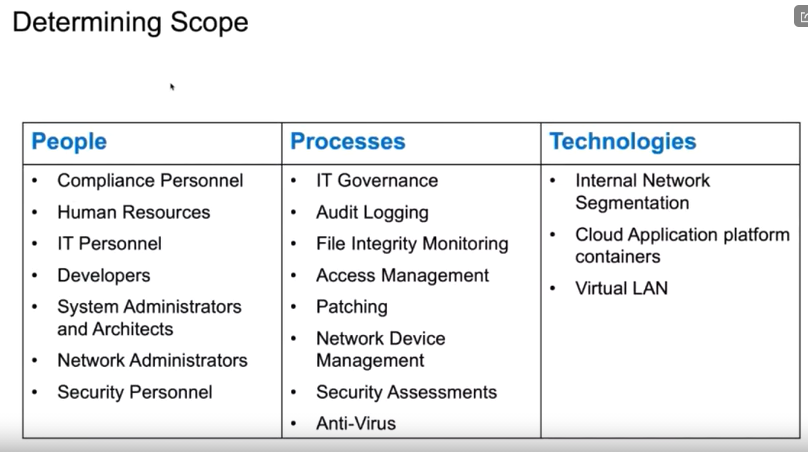 Determining Scope
People
Processes
Technologies
• Compliance Personnel
• Human Resources
• IT Personnel
• Developers
• System Administrators
and Architects
• Network Administrators
• Security Personnel
• IT Governance
• Audit Logging
• File Integrity Monitoring
• Access Management
• Patching
• Network Device
Management
• Security Assessments
• Anti-Virus
• Internal Network
Segmentation
• Cloud Application platform
containers
• Virtual LAN